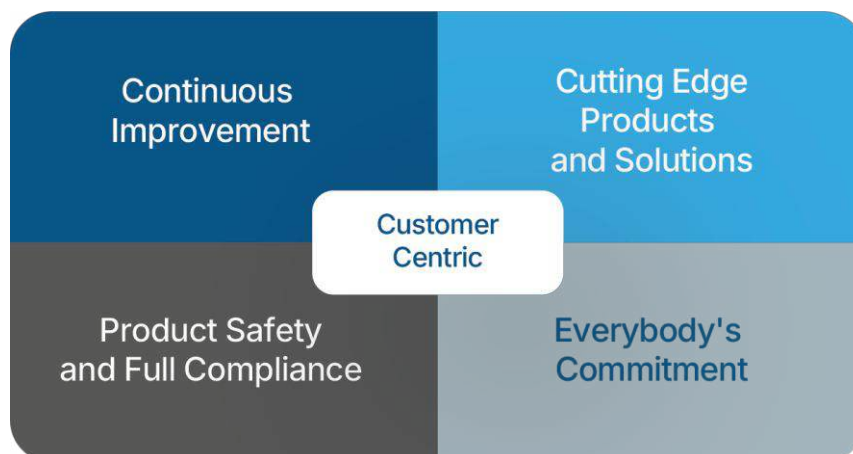 Continuous
Improvement
Cutting Edge
Products
and Solutions
Customer
Centric
Product Safety
and Full Compliance
Everybody's
Commitment